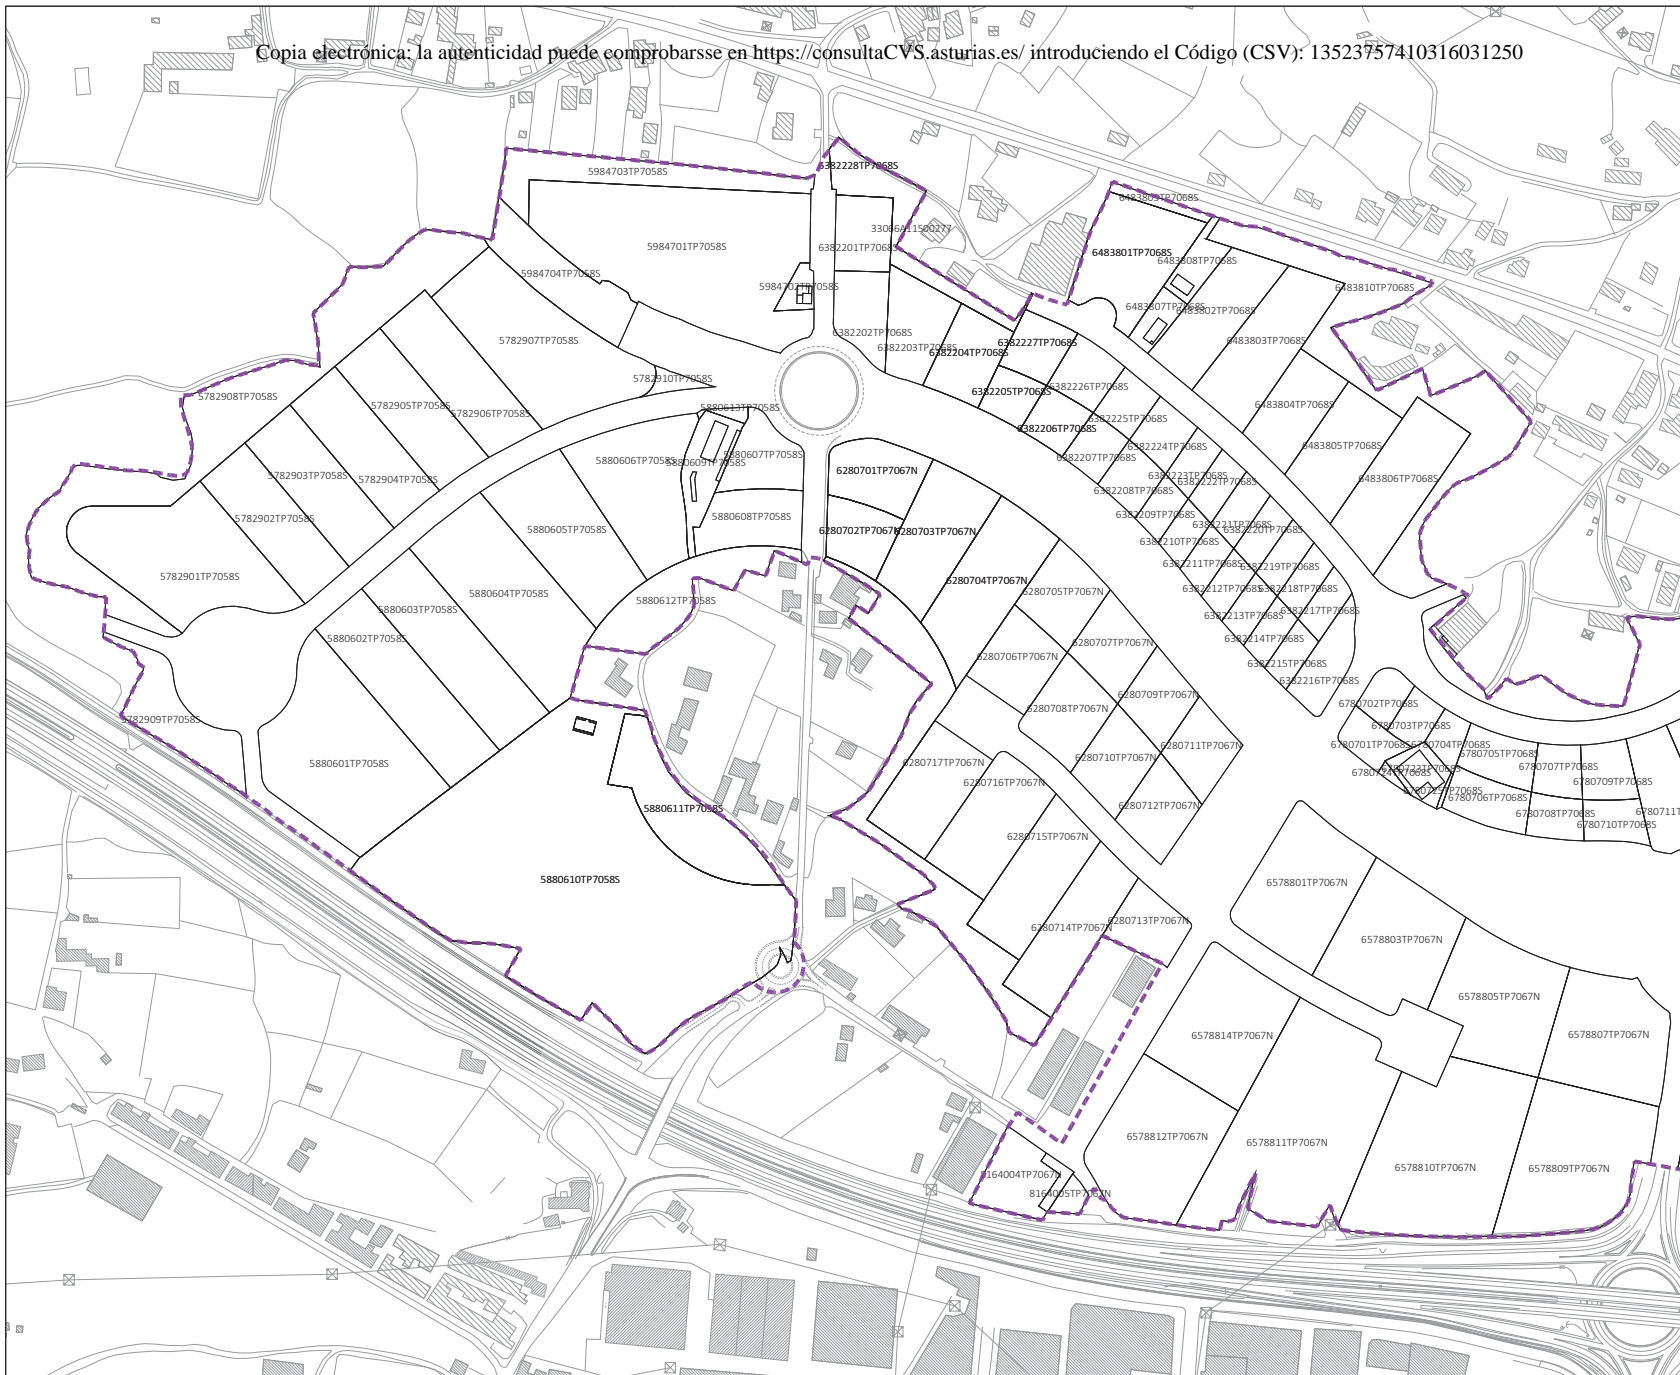 Copia electrónica: la autenticidad puede comprobarsse en https://consultaCVS.asturias.es/ introduciendo el Código (CSV): 13523757410316031250
6382228TP7068S
5984703TP7058S
6483809TP7068S
33066A11500277
5984701TP7058S
6382201TP7068S
6483801TP7068S
6483808TP7068S
5984704TP7058S
5984702TP7058S
6483810TP7068S
6483807TP7068S
6483802TP7068S
5782907TP7058S
6382202TP7068S
6382203TP7068S
6382204TP7068S
6382227TP7068S
6483803TP7068S
5782910TP7058S
6382226TP7068S
6382205TP7068S
5782908TP7058S
5782905TP7058S
5782906TP7058S
5880613TP7058S
6483804TP7068S
6382225TP7068S
6382206TP7068S
6382224TP7068S
6483805TP7068S
5880607TP7058S
5880606TP7058S
5880609TP7058S
6280701TP7067N
6382207TP7068S
5782903TP7058S
5782904TP7058S
6382223TP7068S
6382222TP7068S
6483806TP7068S
6382208TP7068S
5782902TP7058S
5880608TP7058S
6382209TP7068S
5880605TP7058S
6280702TP7067N
6280703TP7067N
6382221TP7068S
6382220TP7068S
6382210TP7068S
6382211TP7068S
6382219TP7068S
5782901TP7058S
6280704TP7067N
6280705TP7067N
6382212TP7068S
6382218TP7068S
5880604TP7058S
5880612TP7058S
5880603TP7058S
6382213TP7068S
6382217TP7068S
5880602TP7058S
6280707TP7067N
6382214TP7068S
6280706TP7067N
6382215TP7068S
6382216TP7068S
6280709TP7067N
6280708TP7067N
6780702TP7068S
5782909TP7058S
6780703TP7068S
6280711TP7067N
6780701TP7068S
6780704TP7068S
6780705TP7068S
5880601TP7058S
6280717TP7067N
6280710TP7067N
6780707TP7068S
6780709TP7068S
6280716TP7067N
6780706TP7068S
5880611TP7058S
6280712TP7067N
6780708TP7068S
6780710TP7068S
6280715TP7067N
5880610TP7058S
6578801TP7067N
6280713TP7067N
6280714TP7067N
6578803TP7067N
6578805TP7067N
6578814TP7067N
6578807TP7067N
6578812TP7067N
6578811TP7067N
6578810TP7067N
6578809TP7067N
8164004TP7067N
8164005TP7067N